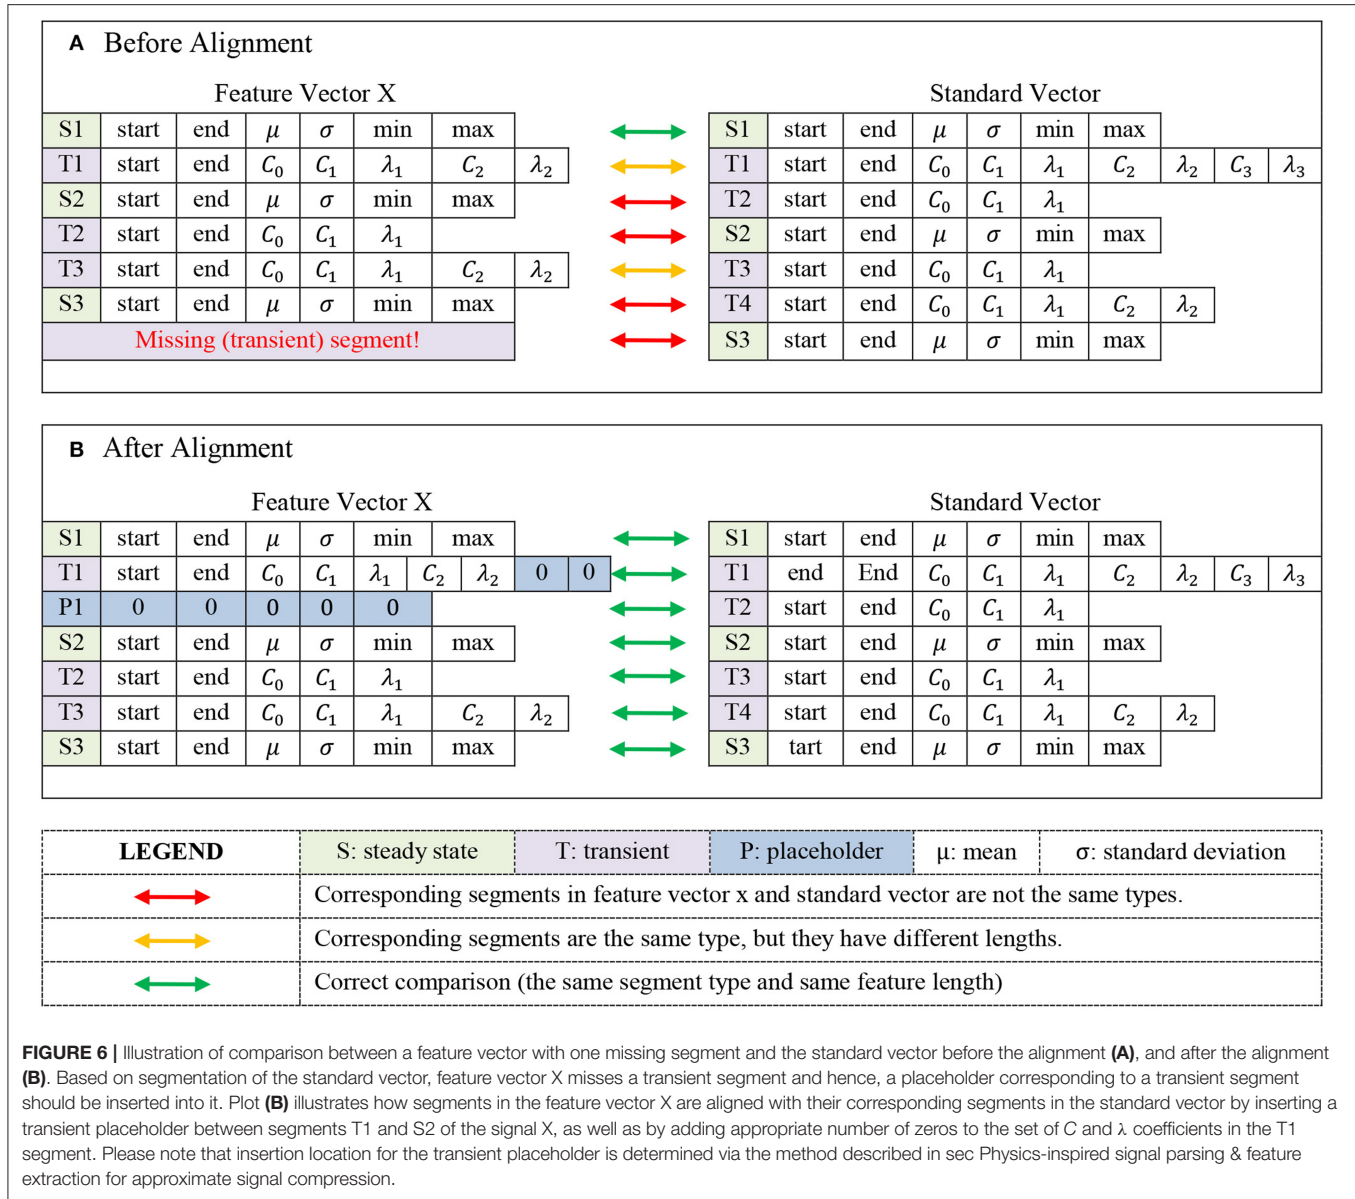 A Before Alignment
Feature Vector X Standard Vector
S1 start end μ σ min max S1 start end μ σ min max
T1 start end C₀ C₁ λ₁ C₂ λ₂ T1 start end C₀ C₁ λ₁ C₂ λ₂ C₃ λ₃
S2 start end μ σ min max T2 start end C₀ C₁ λ₁
T2 start end C₀ C₁ λ₁ S2 start end μ σ min max
T3 start end C₀ C₁ λ₁ C₂ λ₂ T3 start end C₀ C₁ λ₁
S3 start end μ σ min max T4 start end C₀ C₁ λ₁ C₂ λ₂
Missing (transient) segment! S3 start end μ σ min max
B After Alignment
Feature Vector X Standard Vector
S1 start end μ σ min max S1 start end μ σ min max
T1 start end C₀ C₁ λ₁ C₂ λ₂ 0 0 T1 end End C₀ C₁ λ₁ C₂ λ₂ C₃ λ₃
P1 0 0 0 0 0 T2 start end C₀ C₁ λ₁
S2 start end μ σ min max S2 start end μ σ min max
T2 start end C₀ C₁ λ₁ T3 start end C₀ C₁ λ₁
T3 start end C₀ C₁ λ₁ C₂ λ₂ T4 start end C₀ C₁ λ₁ C₂ λ₂
S3 start end μ σ min max S3 tart end μ σ min max
LEGEND S: steady state T: transient P: placeholder μ: mean σ: standard deviation
Corresponding segments in feature vector x and standard vector are not the same types.
Corresponding segments are the same type, but they have different lengths.
Correct comparison (the same segment type and same feature length)
FIGURE 6 | Illustration of comparison between a feature vector with one missing segment and the standard vector before the alignment (A), and after the alignment
(B). Based on segmentation of the standard vector, feature vector X misses a transient segment and hence, a placeholder corresponding to a transient segment
should be inserted into it. Plot (B) illustrates how segments in the feature vector X are aligned with their corresponding segments in the standard vector by inserting a
transient placeholder between segments T1 and S2 of the signal X, as well as by adding appropriate number of zeros to the set of C and λ coefficients in the T1
segment. Please note that insertion location for the transient placeholder is determined via the method described in sec Physics-inspired signal parsing & feature
extraction for approximate signal compression.